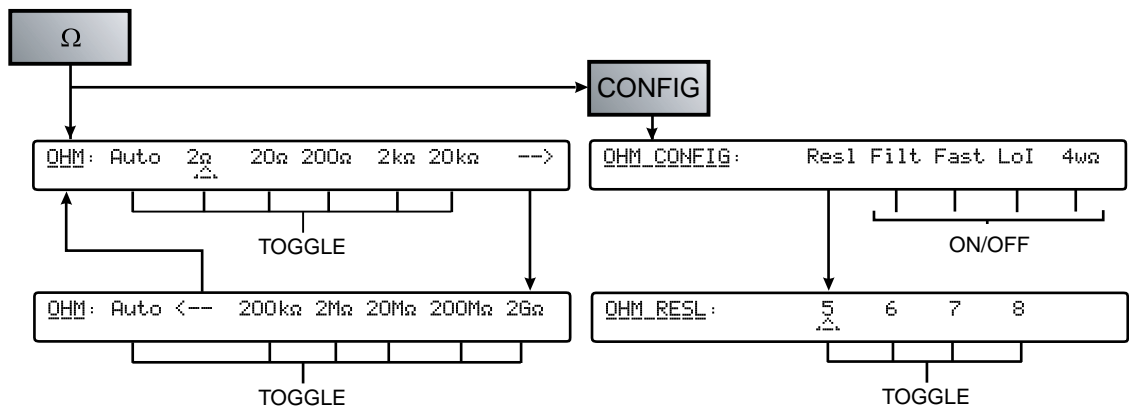 Ω
CONFIG
OHM: Auto 2Ω 20Ω 200Ω 2kΩ 20kΩ -->
TOGGLE
OHM: Auto <-- 200kΩ 2MΩ 20MΩ 200MΩ 2GΩ
TOGGLE
OHM_CONFIG: Resl Filt Fast LoI 4wΩ
ON/OFF
OHM_RESL: 5 6 7 8
TOGGLE